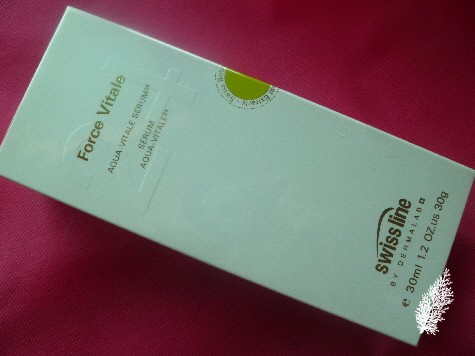 Force Vitale
AQUA VITALE SERUM
SERUM
AQUA-VITALE
swiss line
BY DERMALAB
e 30ml 1.2 OZ.US 30g